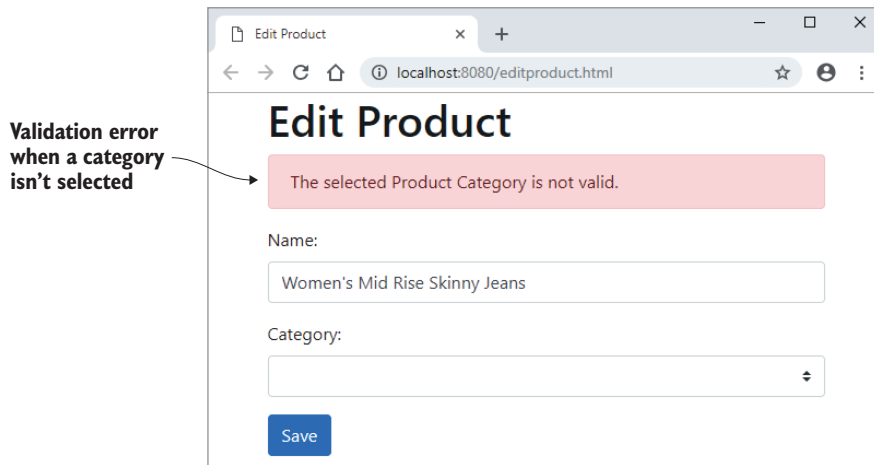 Edit Product
localhost:8080/editproduct.html
Validation error
when a category
isn't selected
Edit Product
The selected Product Category is not valid.
Name:
Women's Mid Rise Skinny Jeans
Category:
Save